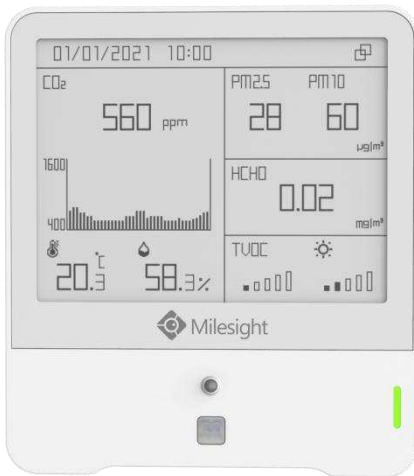 01/01/2021 10:00
CO₂
560 ppm
1600
400
20.3 ℃
58.3%
PM2.5 PM10
28 60
µg/m³
HCHO
0.02
mg/m³
TVOC
Milesight